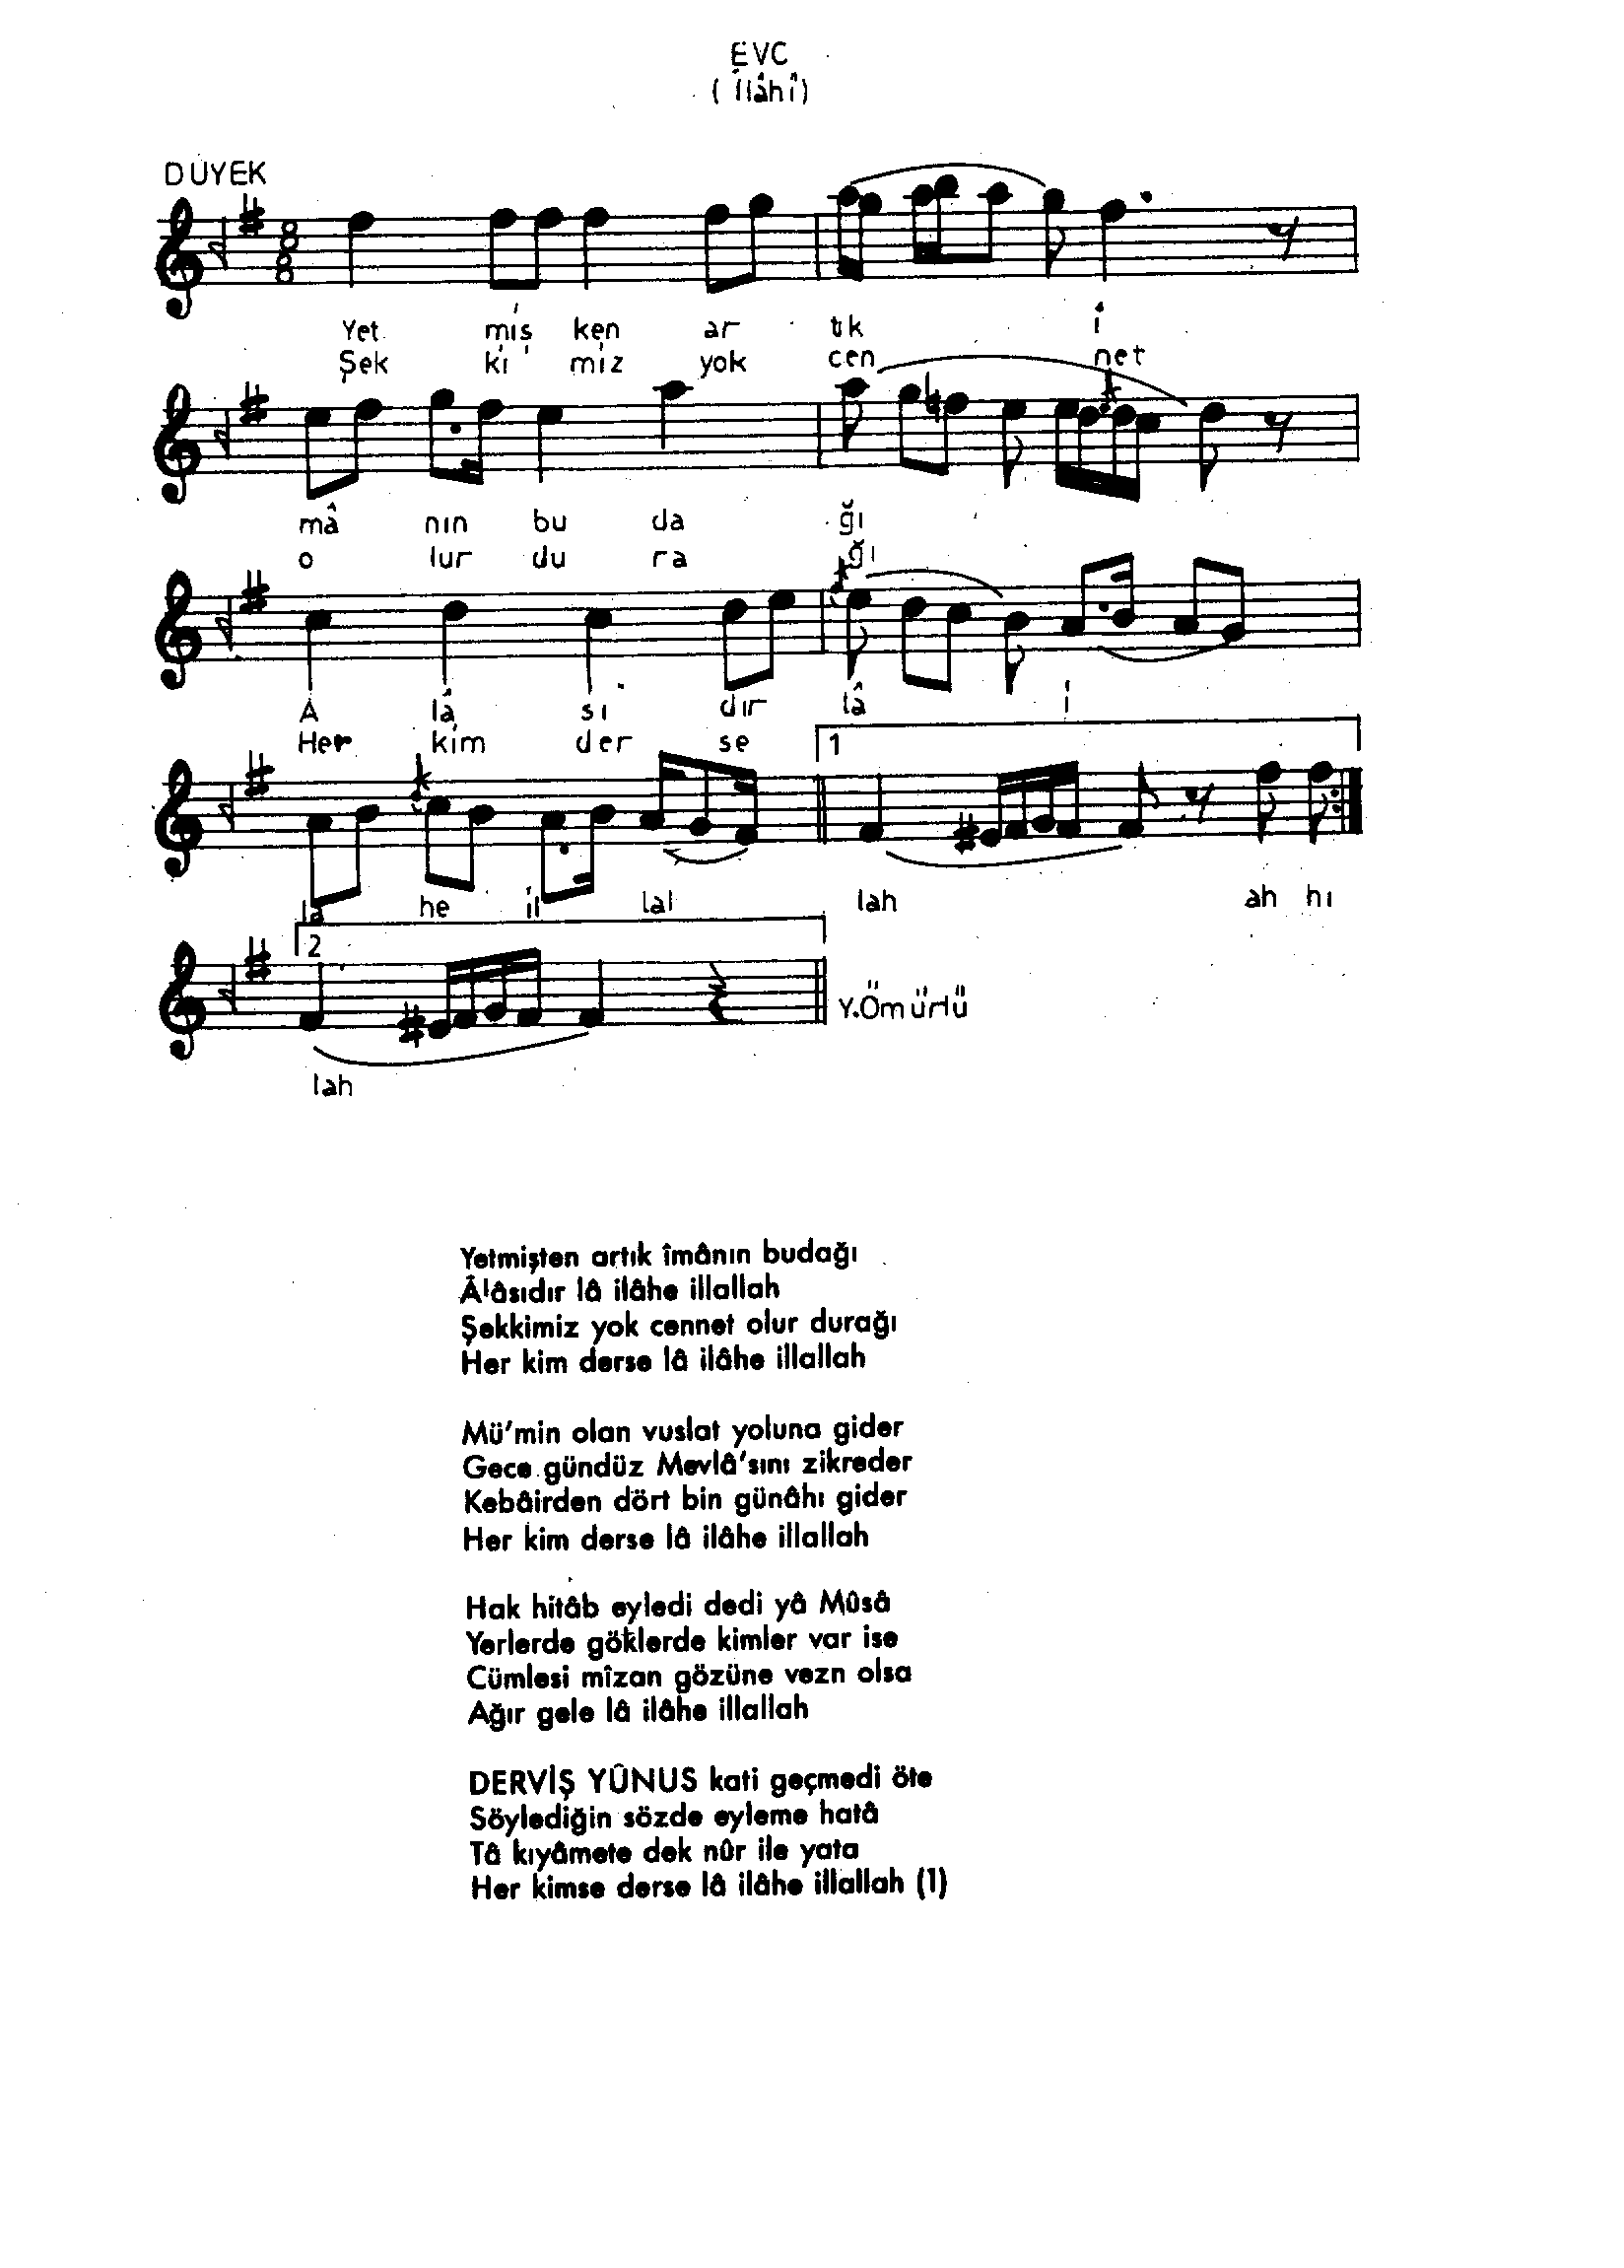 EVC
( İlâhî)
DÜYEK
Yet miş ken ar tık î
Şek ki miz yok cen net
mâ nın bu da ğı
o lur du ra ğı
A lâ sı dır lâ i
Her kim der se 1
lâ he il lal lah ah hı
2
lah
Y.Ömürlü
Yetmişten artık îmânın budağı
Âlâsıdır lâ ilâhe illallah
Şekkimiz yok cennet olur durağı
Her kim derse lâ ilâhe illallah
Mü'min olan vuslat yoluna gider
Gece gündüz Mevlâ'sını zikreder
Kebâirden dört bin günâhı gider
Her kim derse lâ ilâhe illallah
Hak hitâb eyledi dedi yâ Mûsâ
Yerlerde göklerde kimler var ise
Cümlesi mîzan gözüne vezn olsa
Ağır gele lâ ilâhe illallah
DERVİŞ YÛNUS kati geçmedi öte
Söylediğin sözde eyleme hatâ
Tâ kıyâmete dek nûr ile yata
Her kimse derse lâ ilâhe illallah (1)